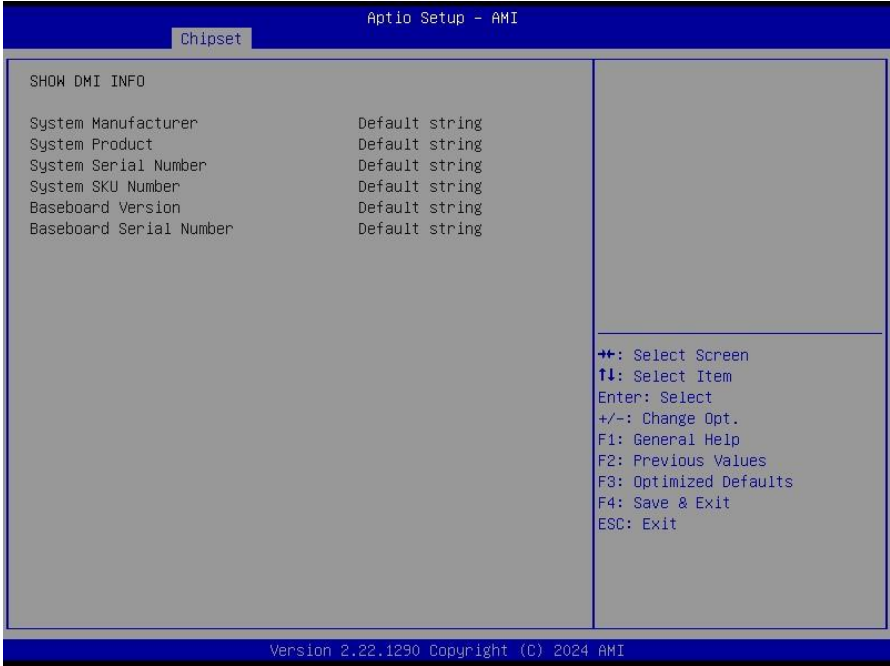 Aptio Setup - AMI
Chipset
SHOW DMI INFO
System Manufacturer Default string
System Product Default string
System Serial Number Default string
System SKU Number Default string
Baseboard Version Default string
Baseboard Serial Number Default string
→←: Select Screen
↑↓: Select Item
Enter: Select
+/-: Change Opt.
F1: General Help
F2: Previous Values
F3: Optimized Defaults
F4: Save & Exit
ESC: Exit
Version 2.22.1290 Copyright (C) 2024 AMI